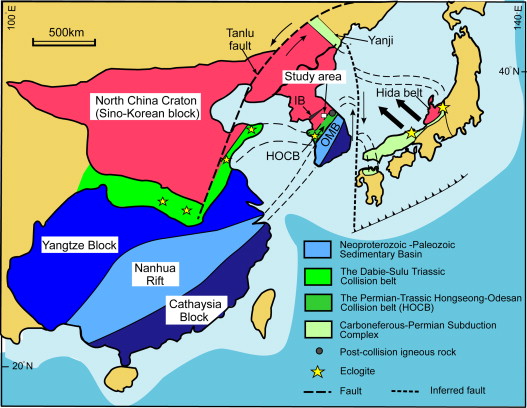 100 E
140°N
500km
Tanlu
fault
Yanji
40°N
Study area
Hida belt
North China Craton
(Sino-Korean block)
IB
OMB
HOCB
Yangtze Block
Nanhua
Rift
Cathaysia
Block
Neoproterozoic -Paleozoic
Sedimentary Basin
The Dabie-Sulu Triassic
Collision belt
The Permian-Trassic Hongseong-Odesan
Collision belt (HOCB)
Carboneferous-Permian Subduction
Complex
Post-collision igneous rock
Eclogite
Fault
Inferred fault
20°N